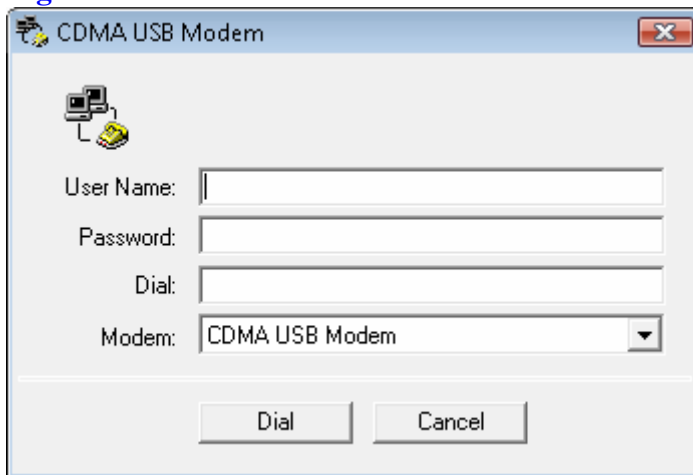 CDMA USB Modem
User Name:
Password:
Dial:
Modem: CDMA USB Modem
Dial Cancel